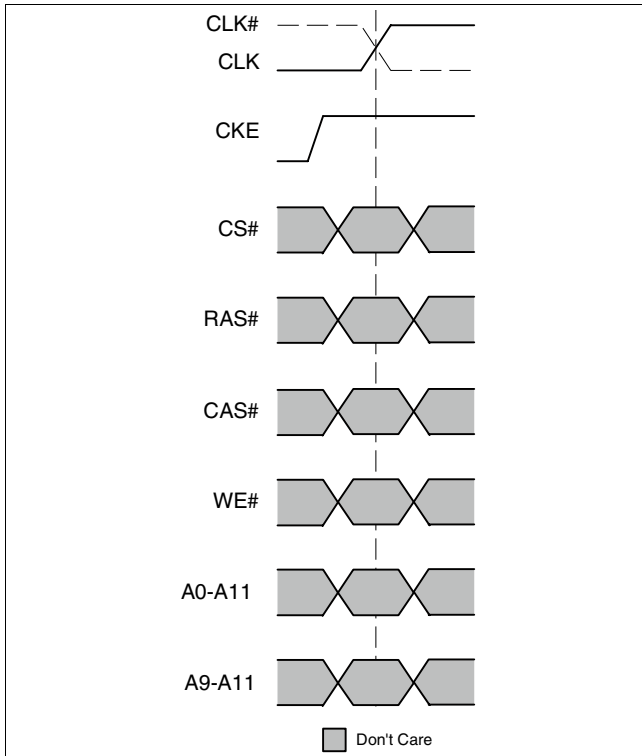 CLK#
CLK
CKE
CS#
RAS#
CAS#
WE#
A0-A11
A9-A11
Don't Care